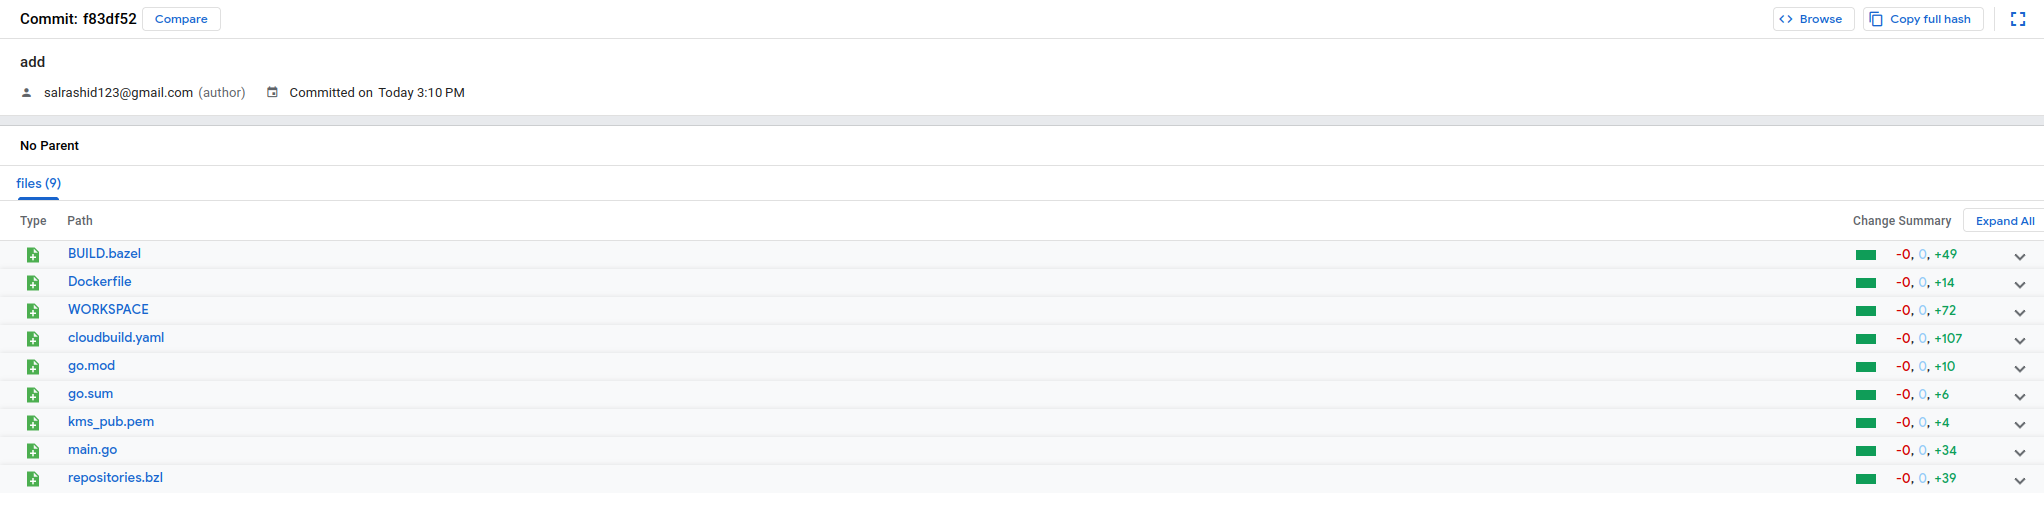 Commit: f83df52 Compare <> Browse Copy full hash
add
salrashid123@gmail.com (author) Committed on Today 3:10 PM
No Parent
files (9)
Type Path Change Summary Expand All
BUILD.bazel -0, 0, +49
Dockerfile -0, 0, +14
WORKSPACE -0, 0, +72
cloudbuild.yaml -0, 0, +107
go.mod -0, 0, +10
go.sum -0, 0, +6
kms_pub.pem -0, 0, +4
main.go -0, 0, +34
repositories.bzl -0, 0, +39